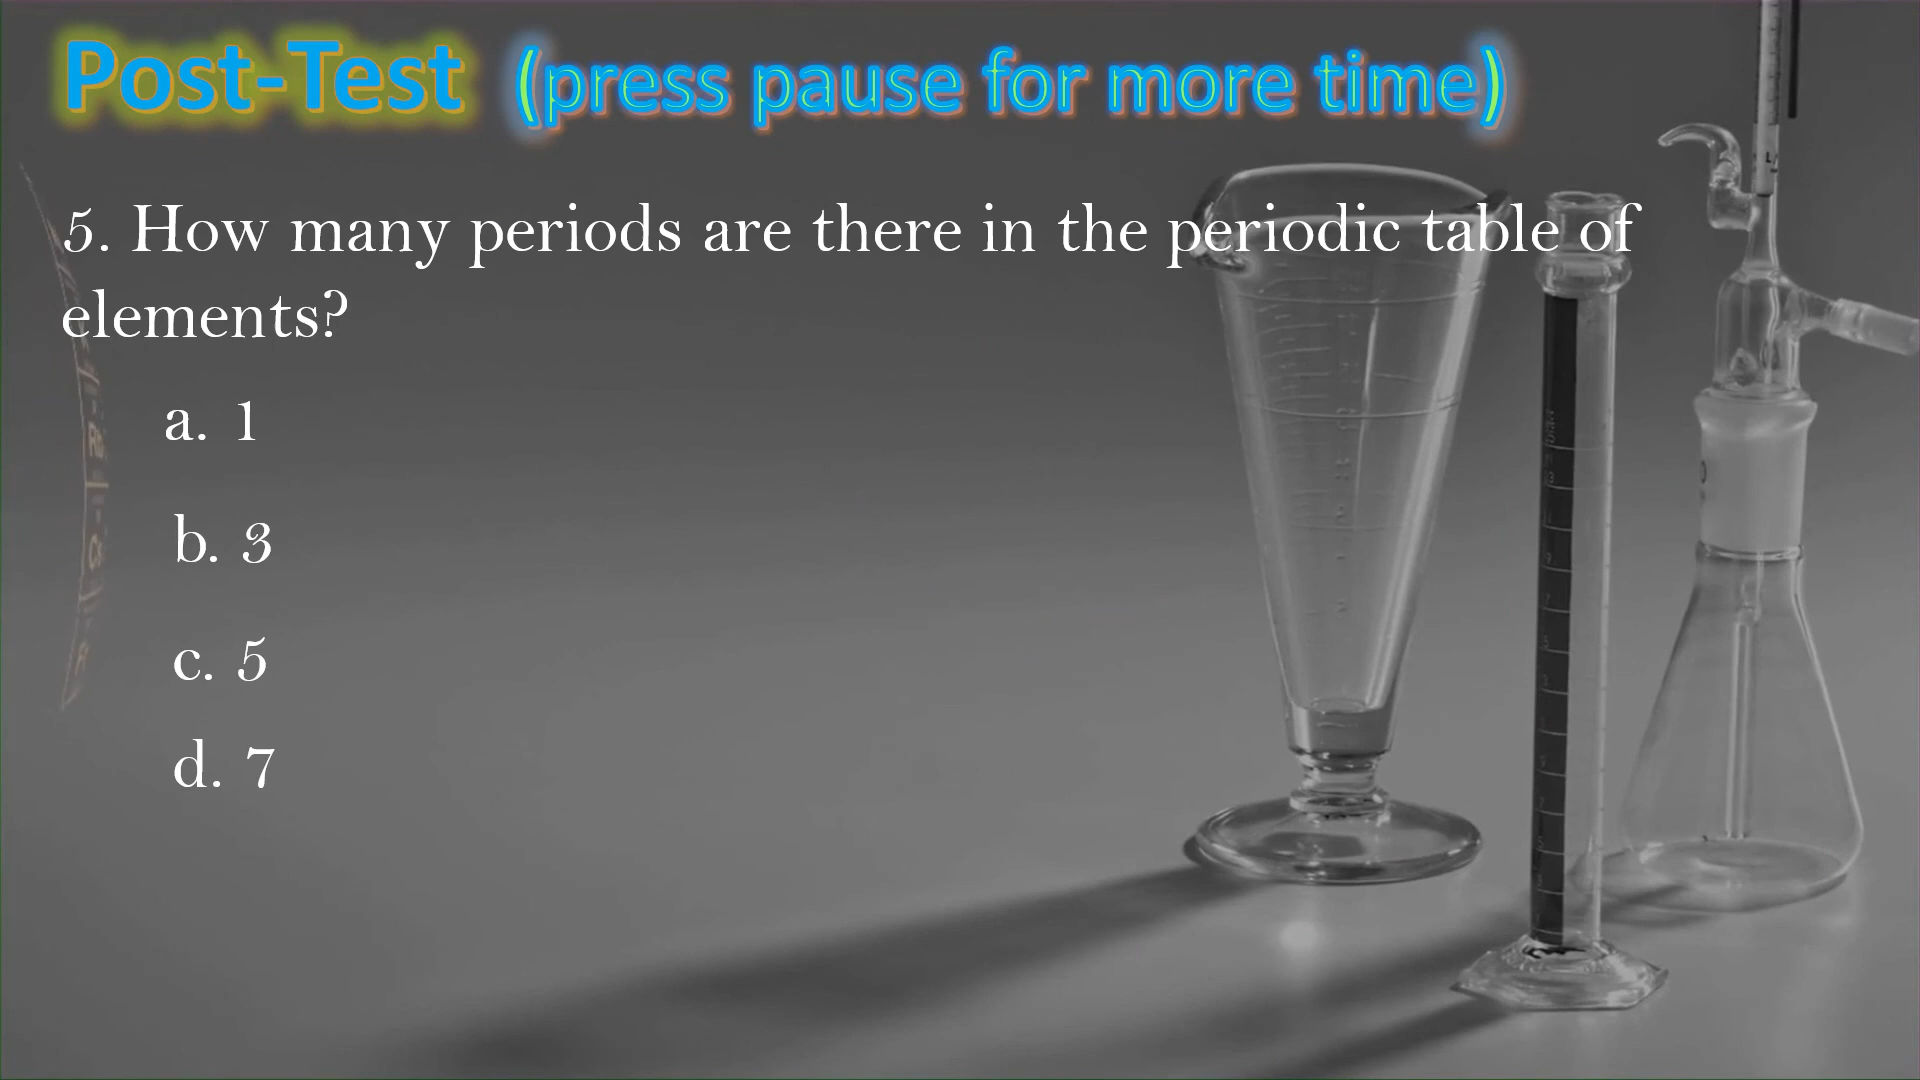 Post-Test (press pause for more time)
5. How many periods are there in the periodic table of
elements?
a. 1
b. 3
c. 5
d. 7